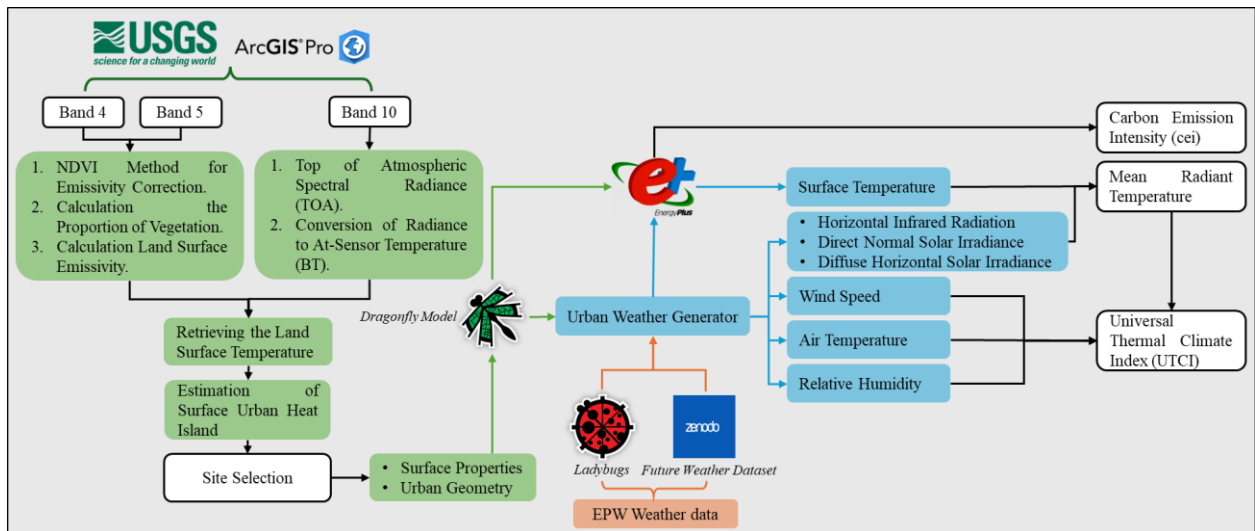 USGS
science for a changing world
ArcGIS® Pro
Band 4
Band 5
Band 10
1. NDVI Method for
Emissivity Correction.
2. Calculation the
Proportion of Vegetation.
3. Calculation Land Surface
Emissivity.
1. Top of Atmospheric
Spectral Radiance
(TOA).
2. Conversion of Radiance
to At-Sensor Temperature
(BT).
Retrieving the Land
Surface Temperature
Estimation of
Surface Urban Heat
Island
Site Selection
• Surface Properties
• Urban Geometry
Dragonfly Model
e+
EnergyPlus
Urban Weather Generator
Ladybugs
zenodo
Future Weather Dataset
EPW Weather data
Surface Temperature
• Horizontal Infrared Radiation
• Direct Normal Solar Irradiance
• Diffuse Horizontal Solar Irradiance
Wind Speed
Air Temperature
Relative Humidity
Carbon Emission
Intensity (cei)
Mean Radiant
Temperature
Universal
Thermal Climate
Index (UTCI)